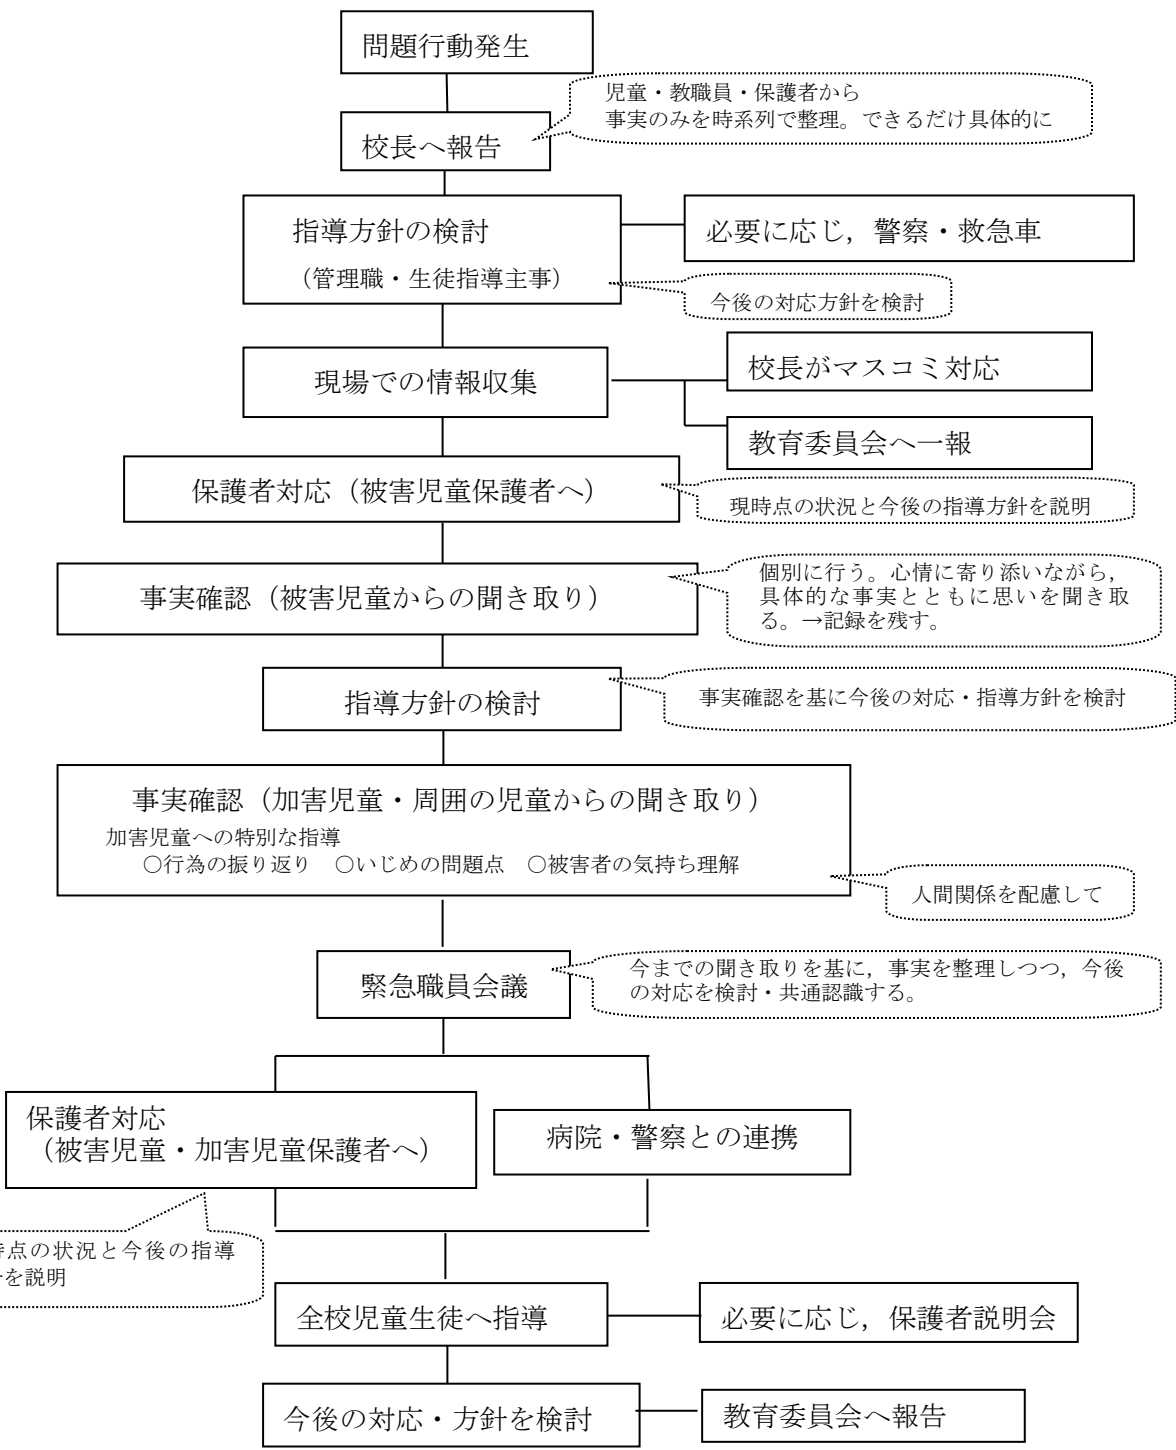 問題行動発生
児童・教職員・保護者から
事実のみを時系列で整理。できるだけ具体的に
校長へ報告
指導方針の検討
（管理職・生徒指導主事）
必要に応じ，警察・救急車
今後の対応方針を検討
現場での情報収集
校長がマスコミ対応
教育委員会へ一報
保護者対応（被害児童保護者へ）
現時点の状況と今後の指導方針を説明
事実確認（被害児童からの聞き取り）
個別に行う。心情に寄り添いながら，
具体的な事実とともに思いを聞き取
る。→記録を残す。
指導方針の検討
事実確認を基に今後の対応・指導方針を検討
事実確認（加害児童・周囲の児童からの聞き取り）
加害児童への特別な指導
○行為の振り返り　○いじめの問題点　○被害者の気持ち理解
人間関係を配慮して
緊急職員会議
今までの聞き取りを基に，事実を整理しつつ，今後
の対応を検討・共通認識する。
保護者対応
（被害児童・加害児童保護者へ）
病院・警察との連携
点の状況と今後の指導
を説明
全校児童生徒へ指導
必要に応じ，保護者説明会
今後の対応・方針を検討
教育委員会へ報告